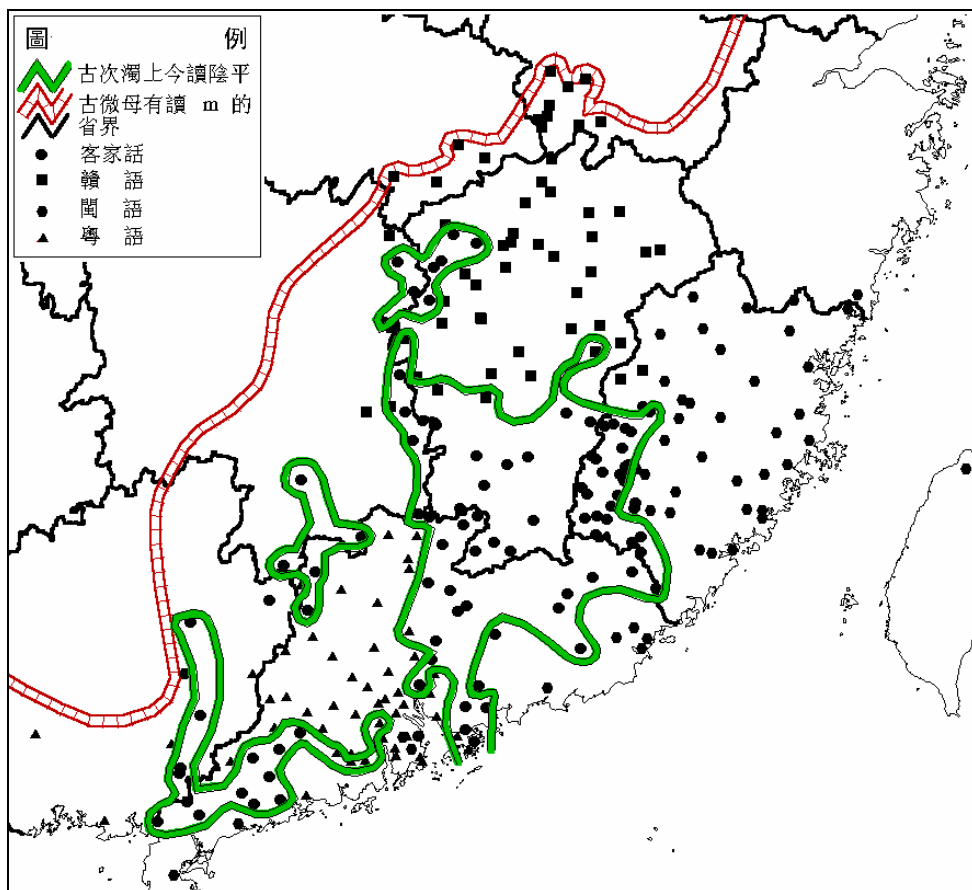 圖 例
古次濁上今讀陰平
古微母有讀 m 的
省界
客家話
贛 語
閩 語
粵 語